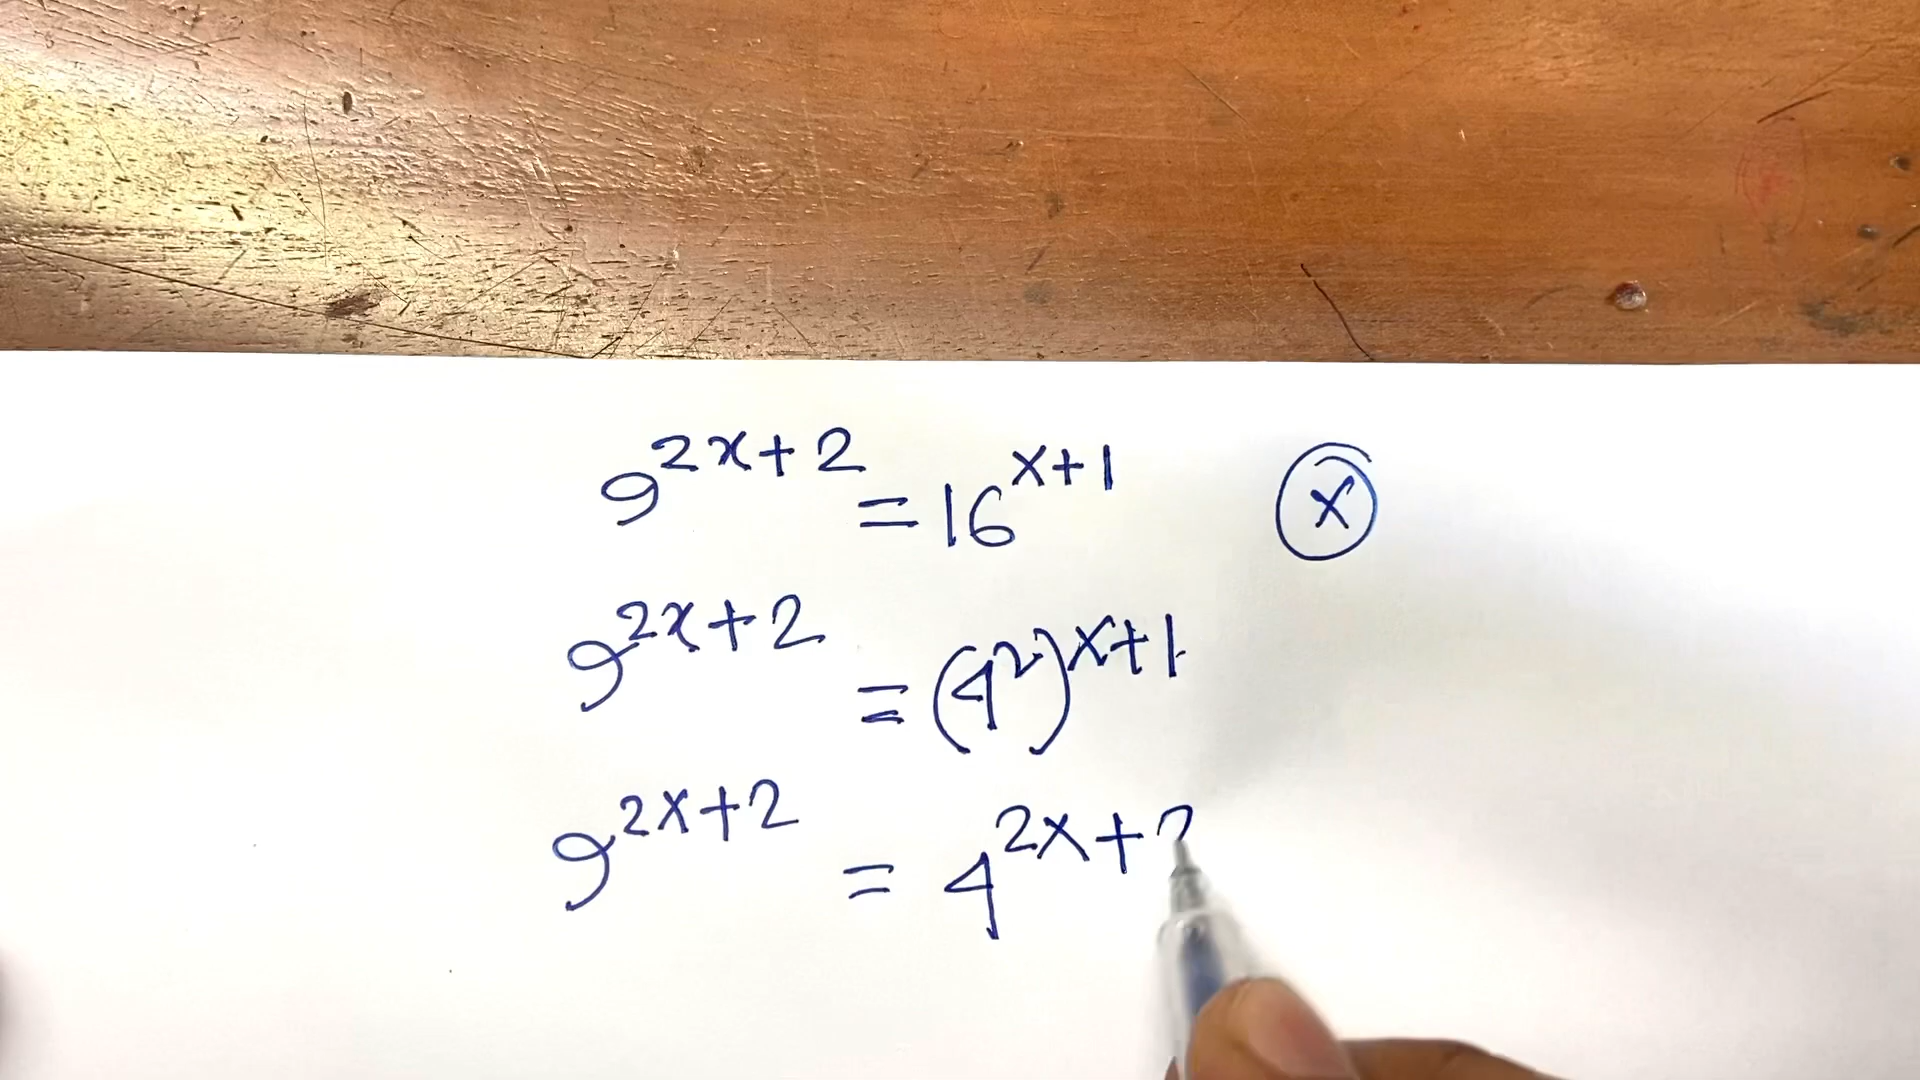 9^{2x+2} = 16^{x+1} ⓧ
9^{2x+2} = (4^2)^{x+1}
9^{2x+2} = 4^{2x+2}